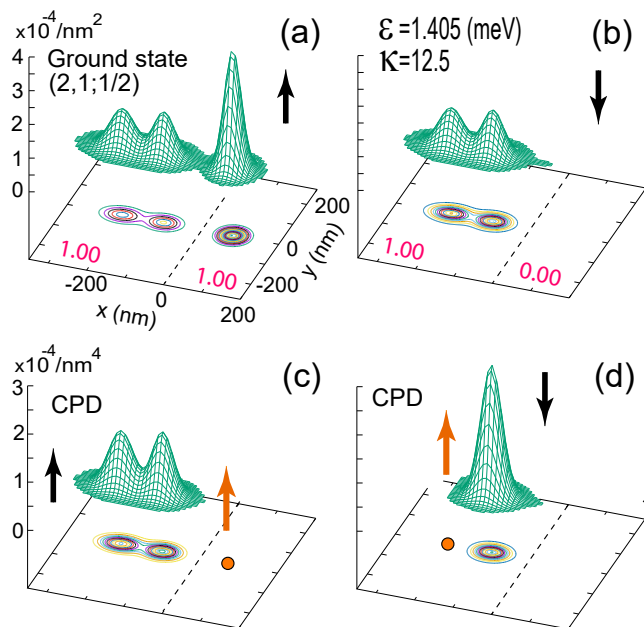 x10⁻⁴/nm²
(a)
Ground state
(2,1;1/2)
4
3
2
1
0
1.00
1.00
-200
0
200
x (nm)
-200
0
200
y (nm)
ε=1.405 (meV)
κ=12.5
(b)
1.00
0.00
x10⁻⁴/nm⁴
(c)
3
CPD
2
1
0
(d)
CPD